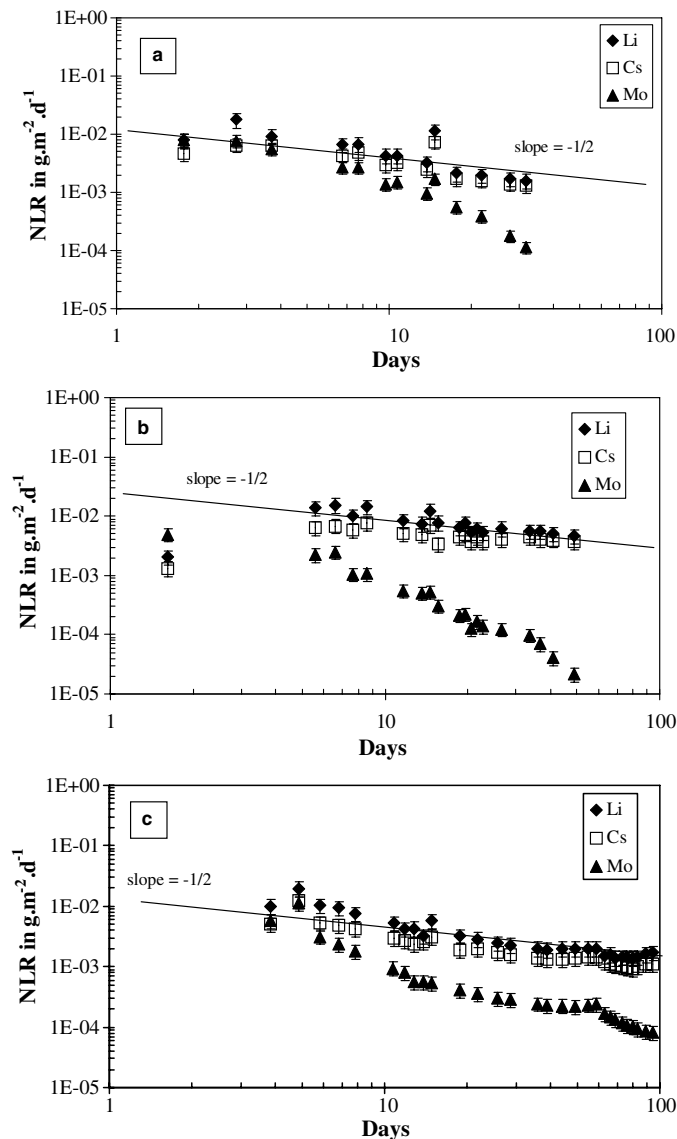 a
Li
Cs
Mo
1E+00
1E-01
1E-02
1E-03
1E-04
1E-05
NLR in g.m⁻².d⁻¹
slope = -1/2
1
10
100
Days
b
Li
Cs
Mo
1E+00
1E-01
1E-02
1E-03
1E-04
1E-05
NLR in g.m⁻².d⁻¹
slope = -1/2
1
10
100
Days
c
Li
Cs
Mo
1E+00
1E-01
1E-02
1E-03
1E-04
1E-05
NLR in g.m⁻².d⁻¹
slope = -1/2
1
10
100
Days